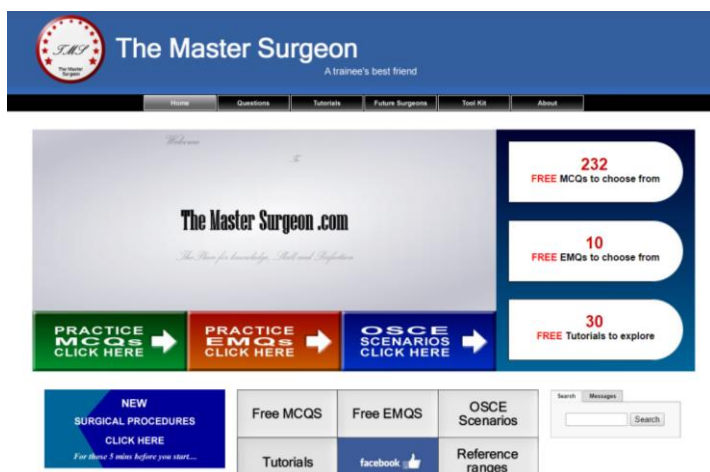 TMS
The Master
Surgeon
The Master Surgeon
A trainee's best friend
Home
Questions
Tutorials
Future Surgeons
Tool Kit
About
Welcome
To
The Master Surgeon .com
The Place for knowledge, Skill and Perfection
232
FREE MCQs to choose from
10
FREE EMQs to choose from
30
FREE Tutorials to explore
PRACTICE
MCQs
CLICK HERE
PRACTICE
EMQs
CLICK HERE
OSCE
SCENARIOS
CLICK HERE
NEW
SURGICAL PROCEDURES
CLICK HERE
For those 5 mins before you start....
Free MCQS
Free EMQS
OSCE
Scenarios
Tutorials
facebook
Reference
ranges
Search
Messages
Search